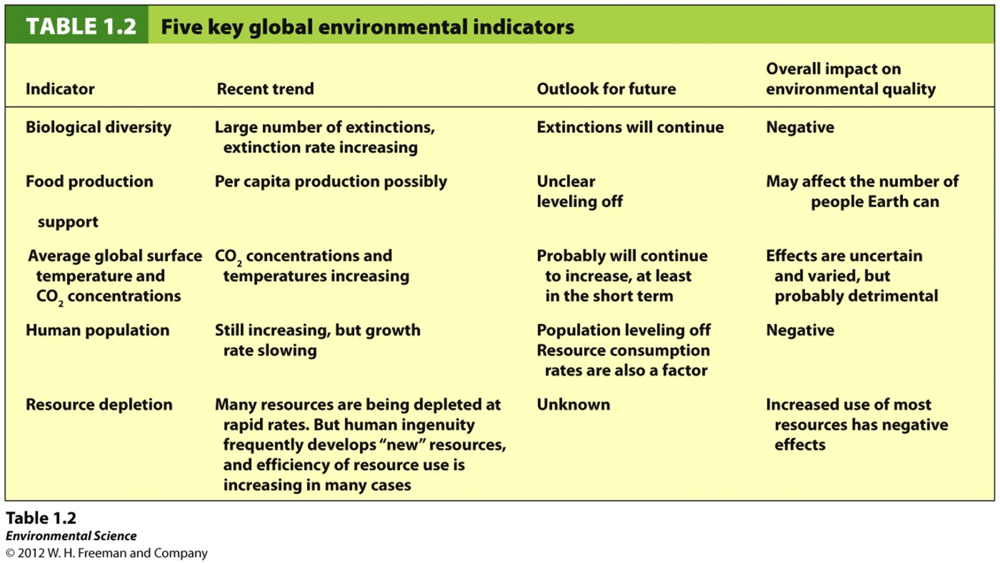 TABLE 1.2 Five key global environmental indicators
Overall impact on
Indicator Recent trend Outlook for future environmental quality
Biological diversity Large number of extinctions, Extinctions will continue Negative
extinction rate increasing
Food production Per capita production possibly Unclear May affect the number of
leveling off people Earth can
support
Average global surface CO₂ concentrations and Probably will continue Effects are uncertain
temperature and temperatures increasing to increase, at least and varied, but
CO₂ concentrations in the short term probably detrimental
Human population Still increasing, but growth Population leveling off Negative
rate slowing Resource consumption
rates are also a factor
Resource depletion Many resources are being depleted at Unknown Increased use of most
rapid rates. But human ingenuity resources has negative
frequently develops “new” resources, effects
and efficiency of resource use is
increasing in many cases
Table 1.2
Environmental Science
© 2012 W. H. Freeman and Company